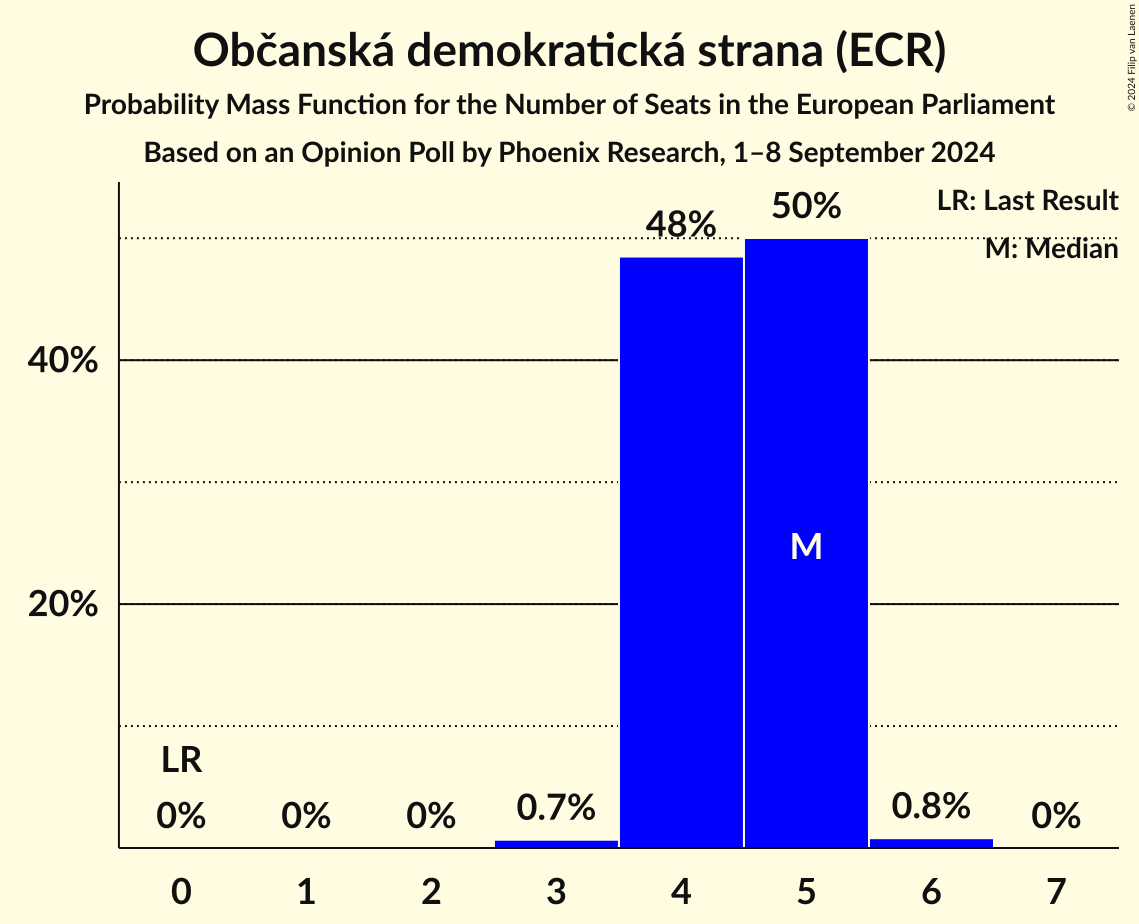 Občanská demokratická strana (ECR)
Probability Mass Function for the Number of Seats in the European Parliament
Based on an Opinion Poll by Phoenix Research, 1–8 September 2024
© 2024 Filip van Laenen
LR: Last Result
M: Median
50%
48%
40%
M
20%
LR
0%
0%
0%
0.7%
0.8%
0%
0
1
2
3
4
5
6
7